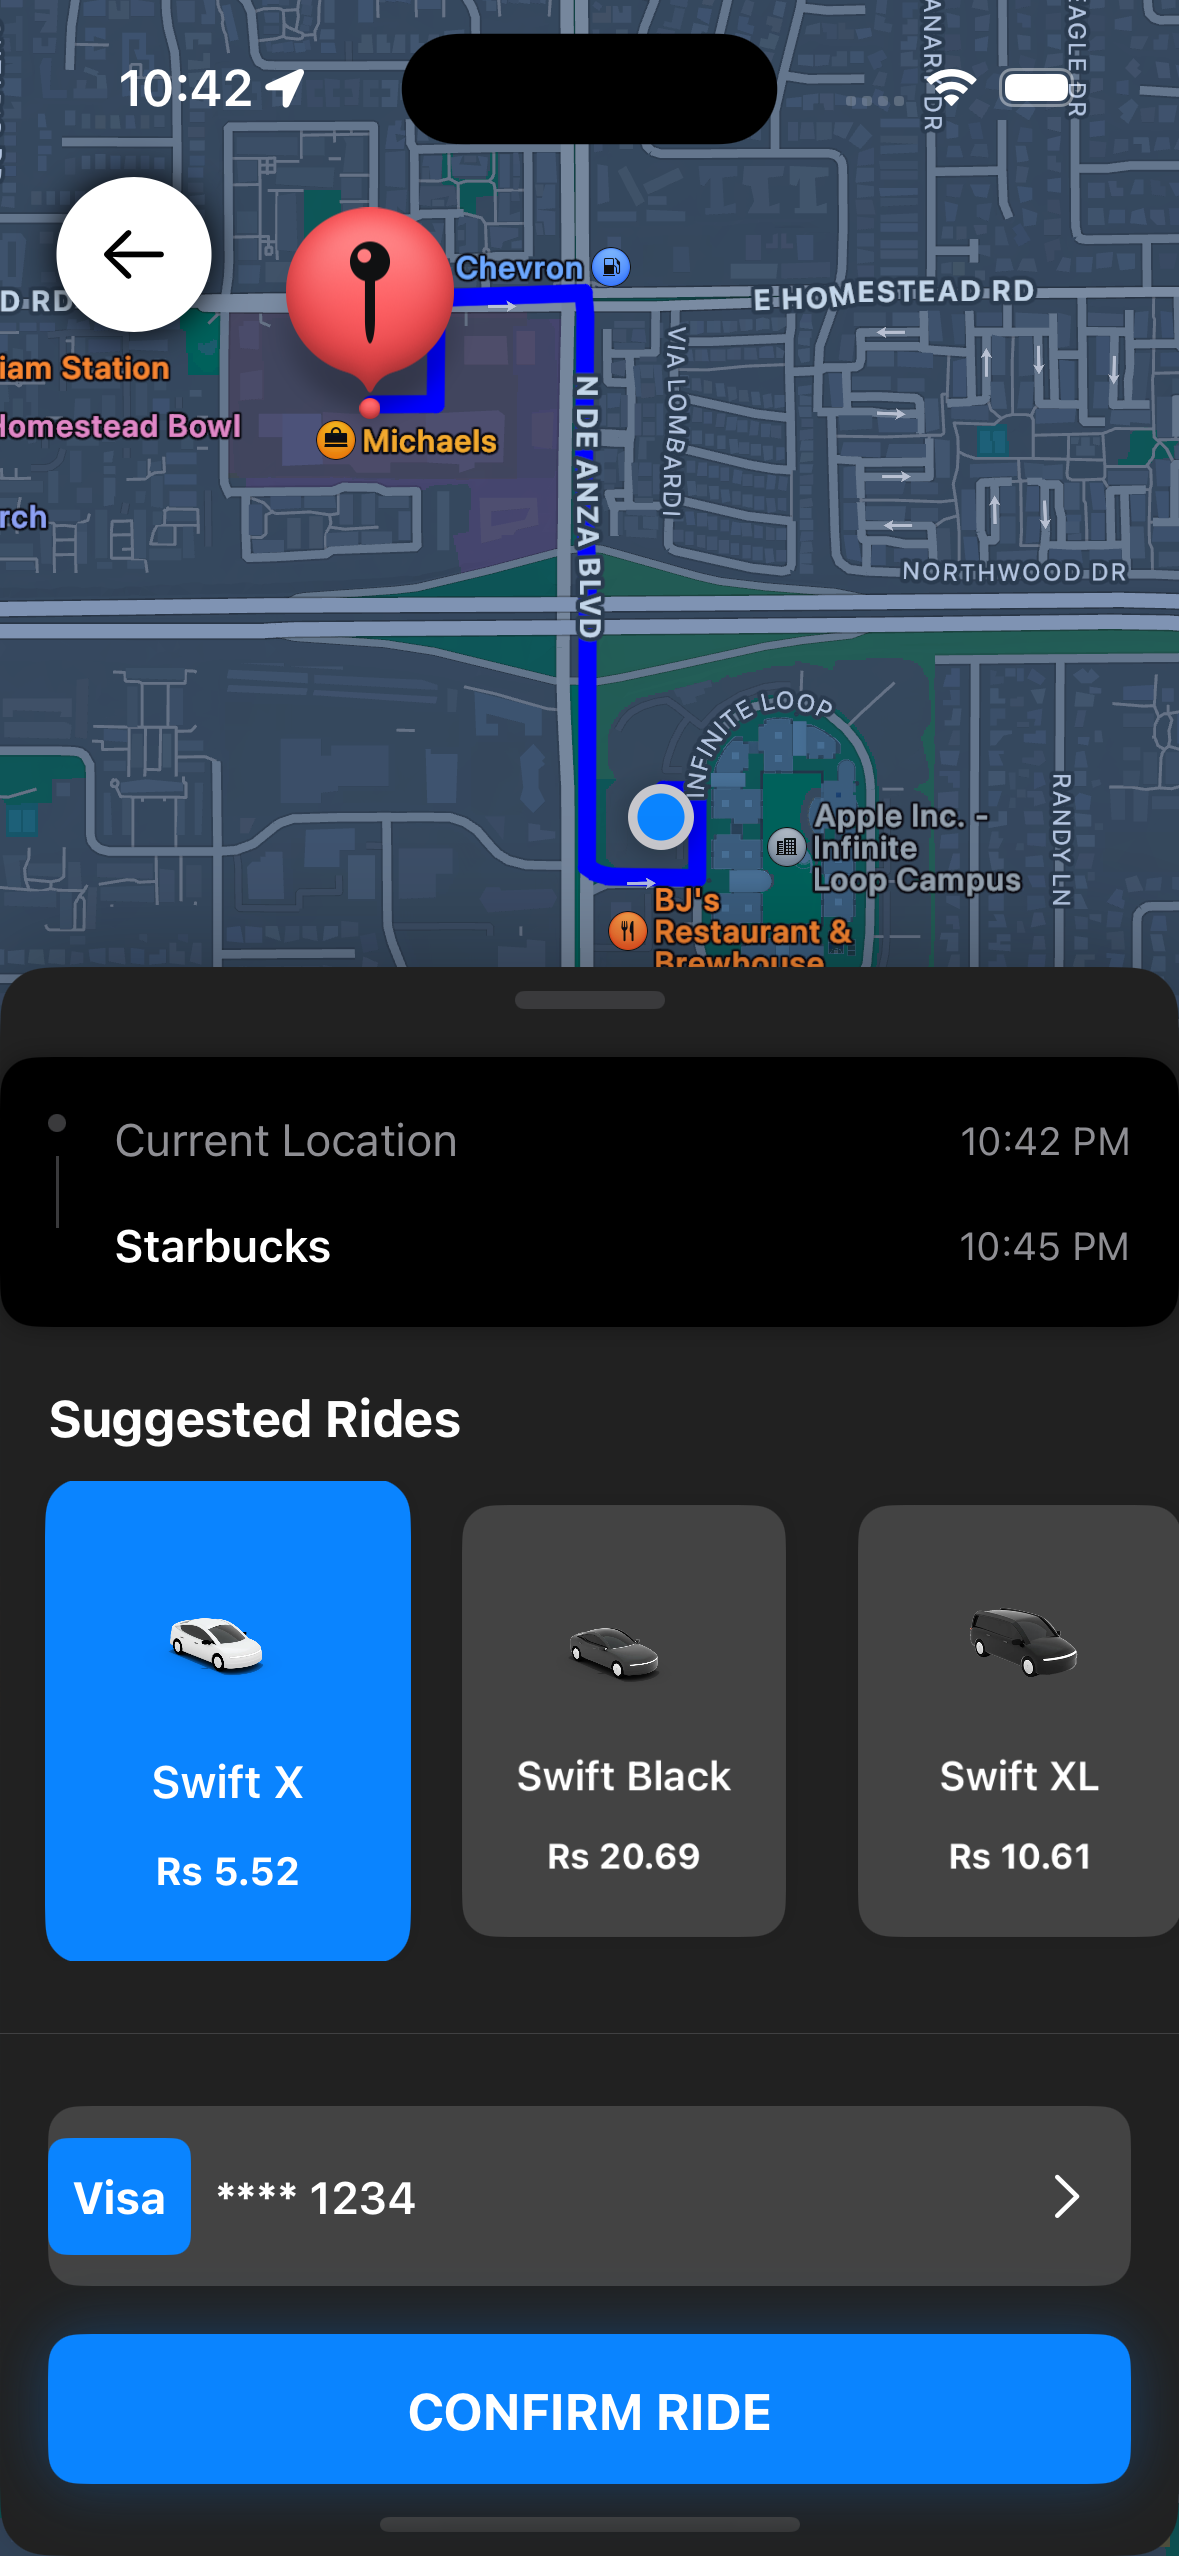 10:42
EAGLE DR
Chevron
E HOMESTEAD RD
D RD
iam Station
Homestead Bowl
Michaels
rch
N DE ANZA BLVD
VIA LOMBARDI
NORTHWOOD DR
INFINITE LOOP
RANDY LN
Apple Inc. -
Infinite
Loop Campus
BJ's
Restaurant &
Brewhouse
Current Location
10:42 PM
Starbucks
10:45 PM
Suggested Rides
Swift X
Rs 5.52
Swift Black
Rs 20.69
Swift XL
Rs 10.61
Visa
**** 1234
CONFIRM RIDE